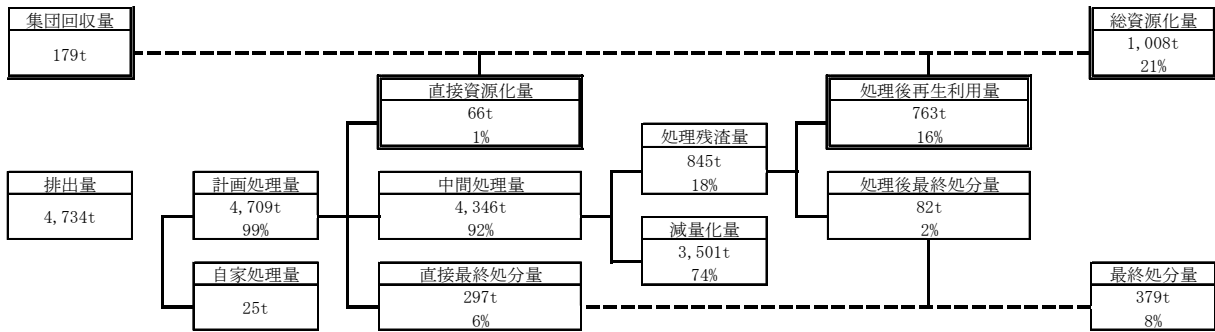 集団回収量
179t
総資源化量
1,008t
21%
直接資源化量
66t
1%
処理後再生利用量
763t
16%
処理残渣量
845t
18%
排出量
4,734t
計画処理量
4,709t
99%
中間処理量
4,346t
92%
処理後最終処分量
82t
2%
減量化量
3,501t
74%
自家処理量
25t
直接最終処分量
297t
6%
最終処分量
379t
8%